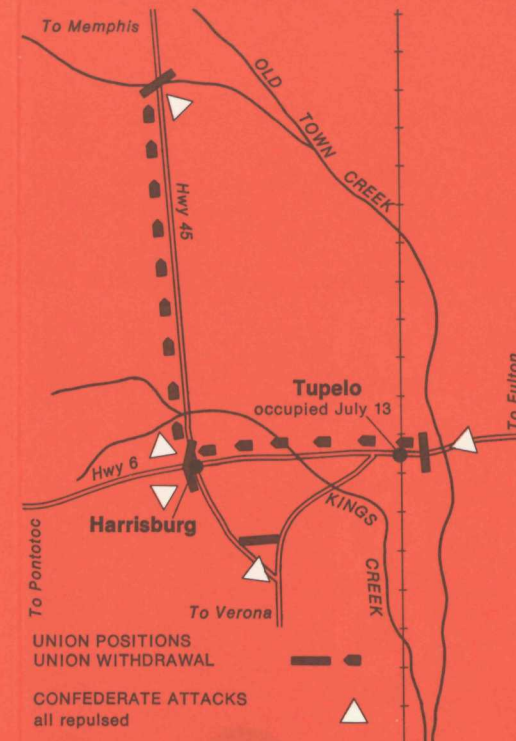 To Memphis
OLD
TOWN
CREEK
Hwy 45
Tupelo
occupied July 13
To Fulton
Hwy 6
Harrisburg
KINGS
CREEK
To Pontotoc
To Verona
UNION POSITIONS
UNION WITHDRAWAL
CONFEDERATE ATTACKS
all repulsed